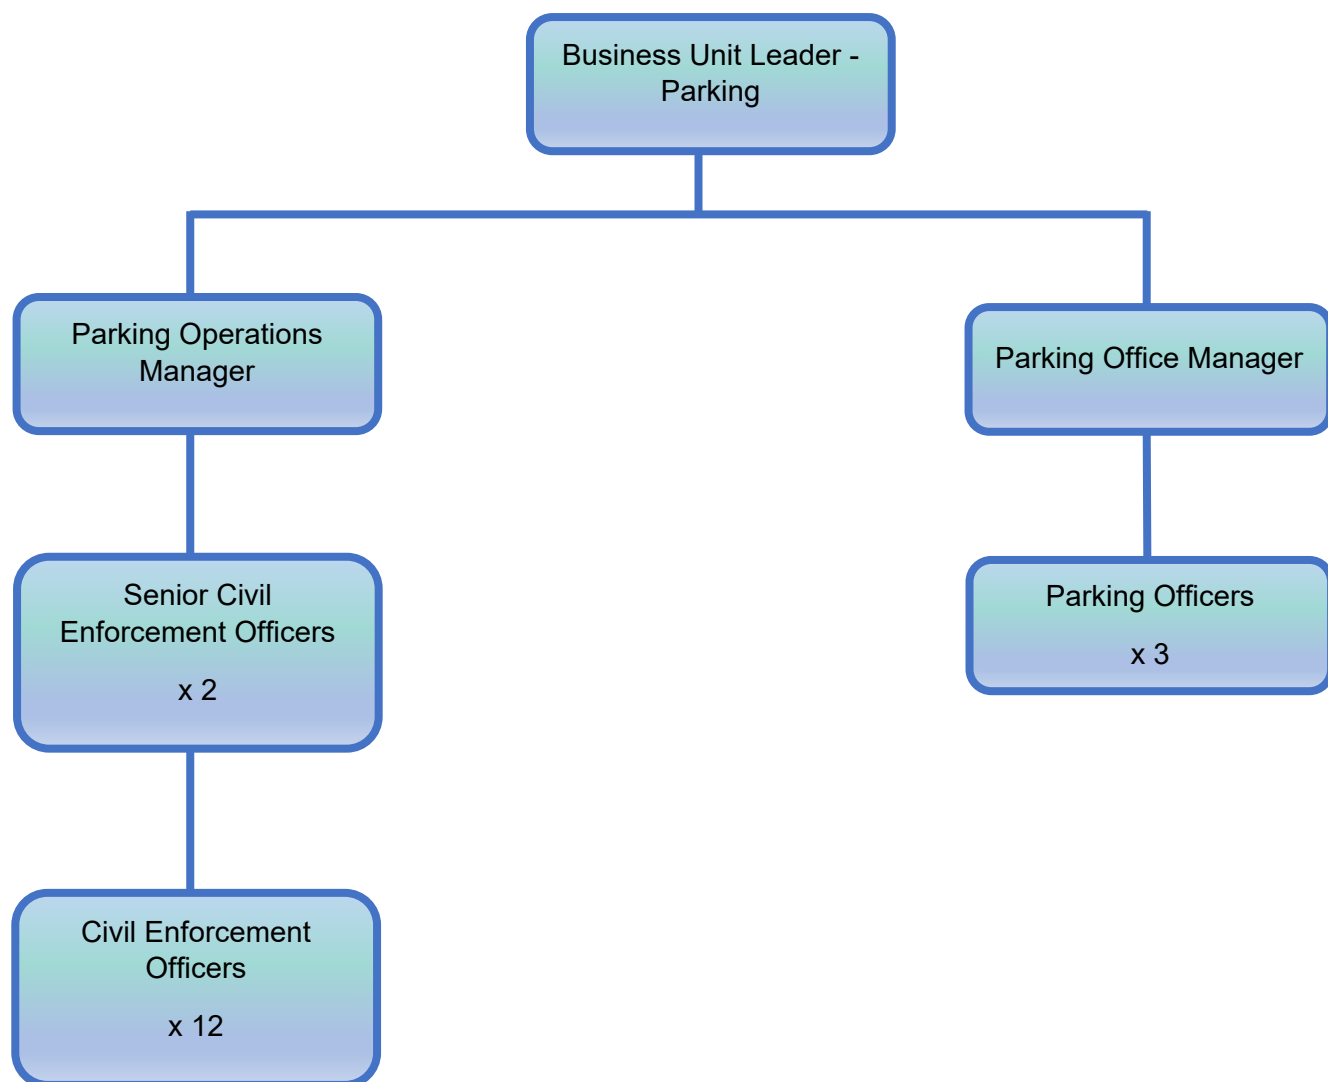 Business Unit Leader -
Parking
Parking Operations
Manager
Parking Office Manager
Senior Civil
Enforcement Officers
x 2
Parking Officers
x 3
Civil Enforcement
Officers
x 12